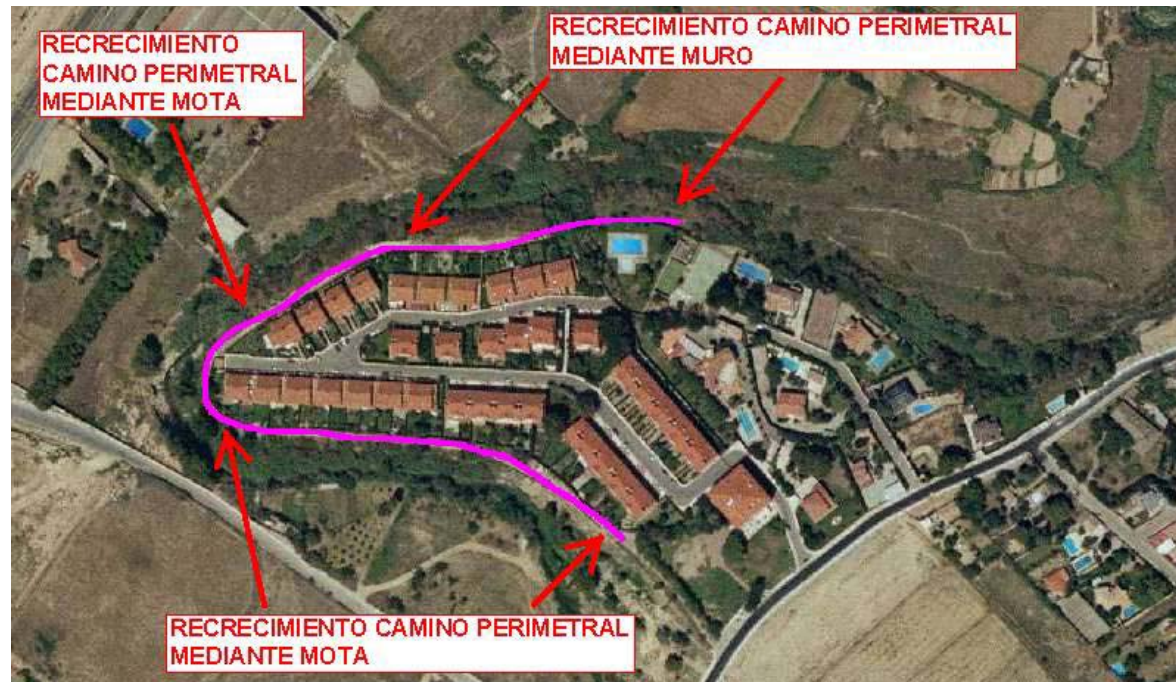 RECRECIMIENTO
CAMINO PERIMETRAL
MEDIANTE MOTA
RECRECIMIENTO CAMINO PERIMETRAL
MEDIANTE MURO
RECRECIMIENTO CAMINO PERIMETRAL
MEDIANTE MOTA